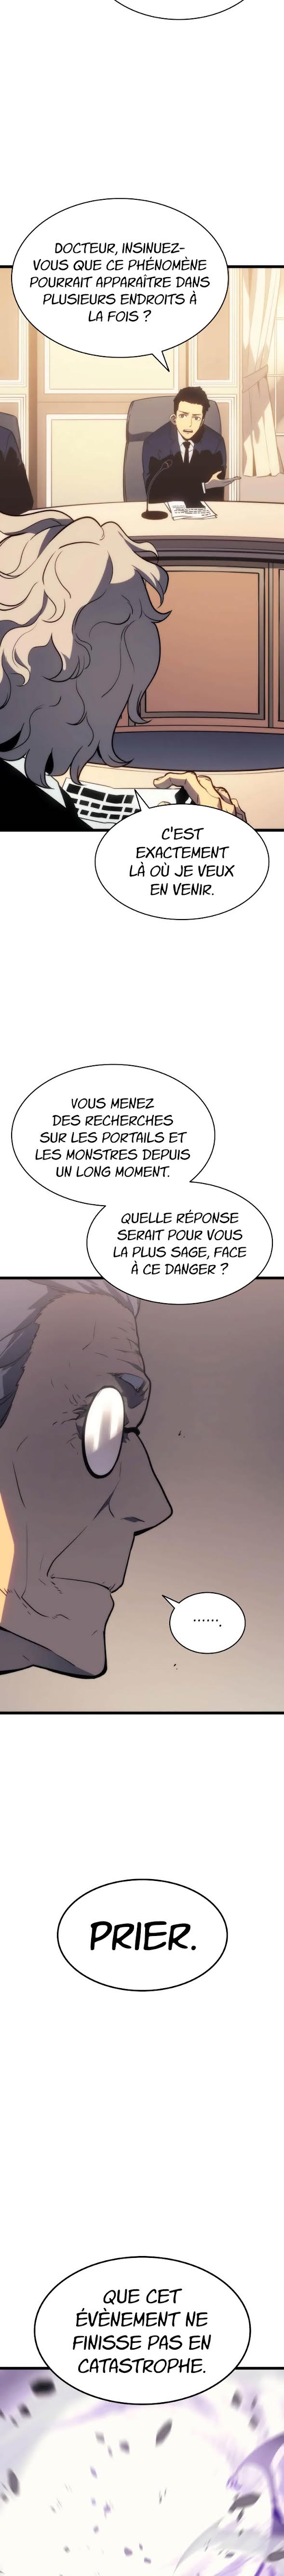 DOCTEUR, INSINUEZ-
VOUS QUE CE PHÉNOMÈNE
POURRAIT APPARAÎTRE DANS
PLUSIEURS ENDROITS À
LA FOIS ?
C'EST
EXACTEMENT
LÀ OÙ JE VEUX
EN VENIR.
VOUS MENEZ
DES RECHERCHES
SUR LES PORTAILS ET
LES MONSTRES DEPUIS
UN LONG MOMENT.
QUELLE RÉPONSE
SERAIT POUR VOUS
LA PLUS SAGE, FACE
À CE DANGER ?
......
PRIER.
QUE CET
ÉVÈNEMENT NE
FINISSE PAS EN
CATASTROPHE.